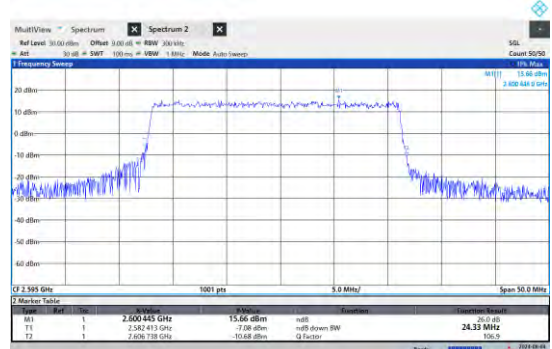 MultiView Spectrum Spectrum 2
Ref Level 30.00 dBm Offset 9.00 dB RBW 300 kHz SGL
Att 30 dB SWT 100 ms VBW 1 MHz Mode Auto Sweep Count 50/50
1 Frequency Sweep 1Pk Max
M1[1] 15.66 dBm
2.600 445 0 GHz
20 dBm
10 dBm
0 dBm
-10 dBm
-20 dBm
-30 dBm
-50 dBm
-60 dBm
CF 2.595 GHz 1001 pts 5.0 MHz/ Span 50.0 MHz
2 Marker Table
Type Ref Trc X-Value Y-Value Function Function Result
M1 1 2.600 445 GHz 15.66 dBm ndB 26.0 dB
T1 1 2.582 413 GHz -7.08 dBm ndB down BW 24.33 MHz
T2 1 2.606 738 GHz -10.68 dBm Q Factor 106.9